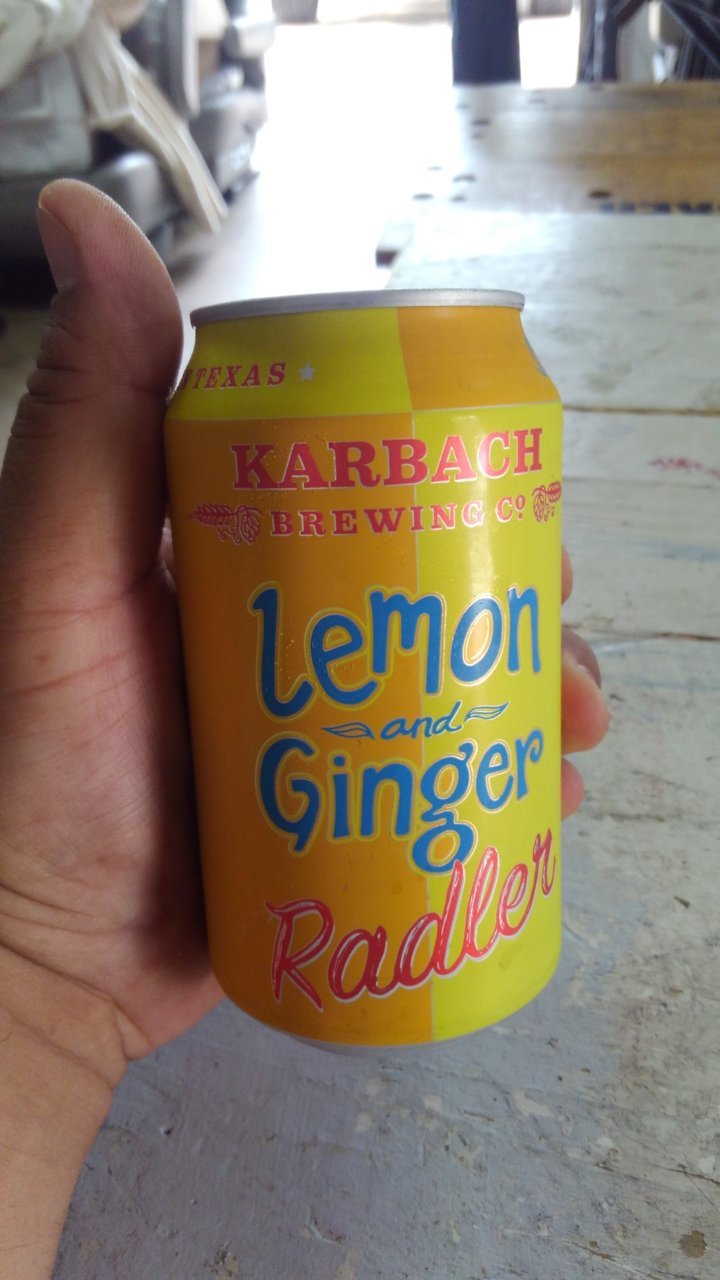 TEXAS
KARBACH
BREWING Co
Lemon
and
Ginger
Radler